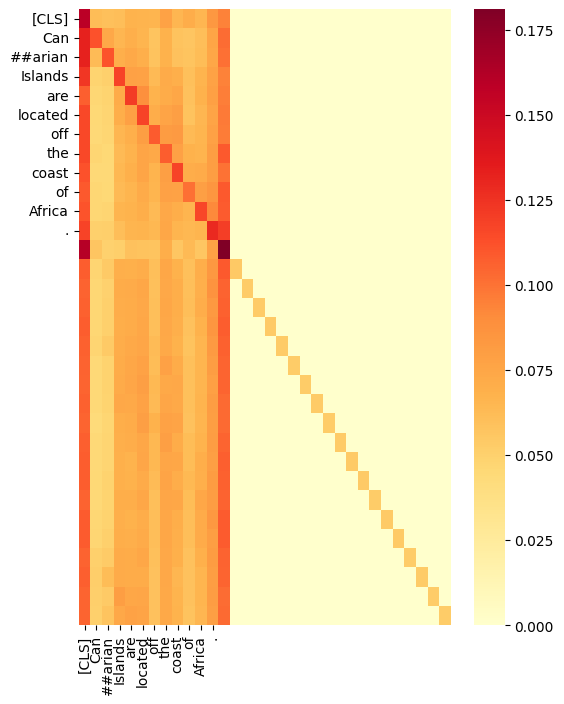 [CLS]
Can
##arian
Islands
are
located
off
the
coast
of
Africa
.
0.175
0.150
0.125
0.100
0.075
0.050
0.025
0.000
[CLS]
Can
##arian
Islands
are
located
off
the
coast
of
Africa
.